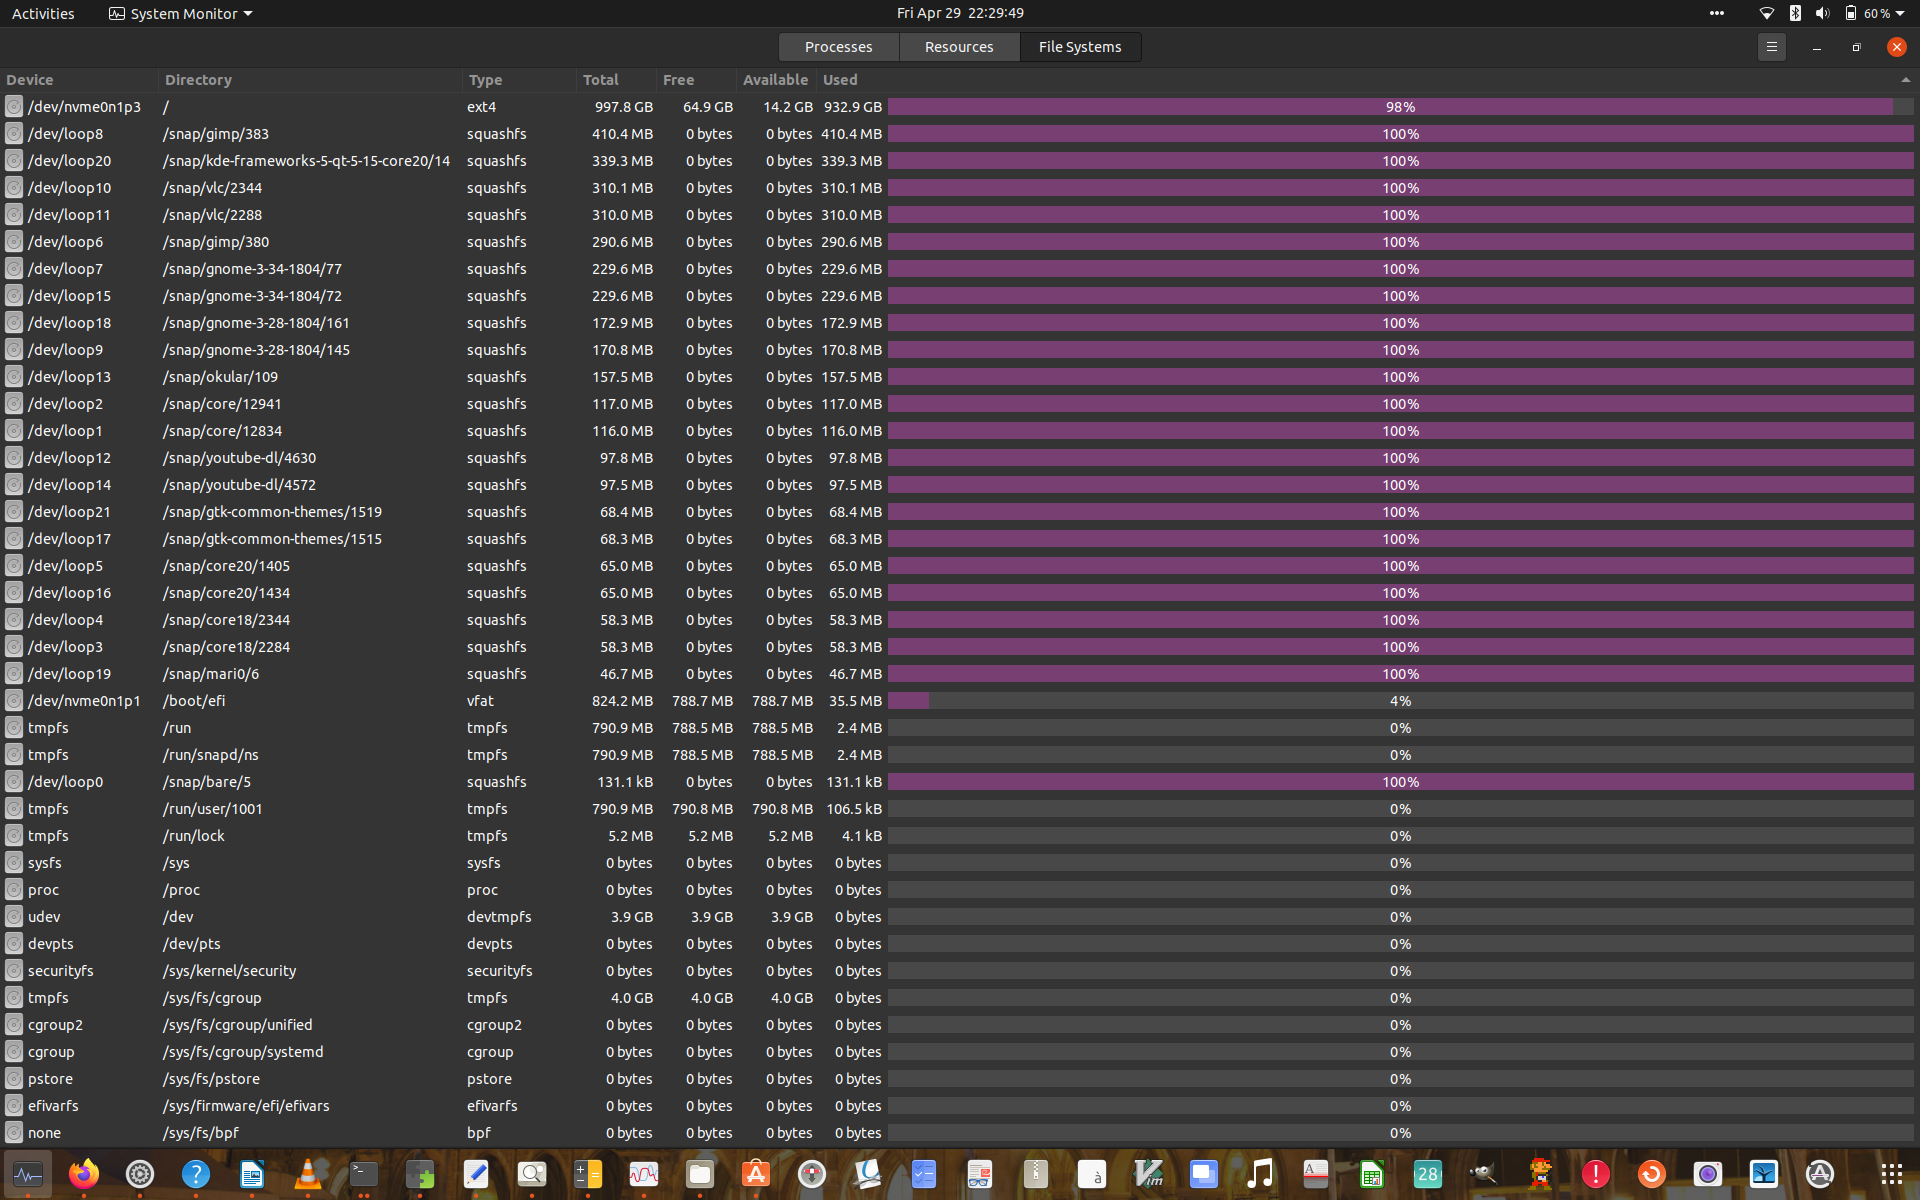 Activities System Monitor Fri Apr 29 22:29:49 60 %
Processes Resources File Systems
Device Directory Type Total Free Available Used
/dev/nvme0n1p3 / ext4 997.8 GB 64.9 GB 14.2 GB 932.9 GB 98%
/dev/loop8 /snap/gimp/383 squashfs 410.4 MB 0 bytes 0 bytes 410.4 MB 100%
/dev/loop20 /snap/kde-frameworks-5-qt-5-15-core20/14 squashfs 339.3 MB 0 bytes 0 bytes 339.3 MB 100%
/dev/loop10 /snap/vlc/2344 squashfs 310.1 MB 0 bytes 0 bytes 310.1 MB 100%
/dev/loop11 /snap/vlc/2288 squashfs 310.0 MB 0 bytes 0 bytes 310.0 MB 100%
/dev/loop6 /snap/gimp/380 squashfs 290.6 MB 0 bytes 0 bytes 290.6 MB 100%
/dev/loop7 /snap/gnome-3-34-1804/77 squashfs 229.6 MB 0 bytes 0 bytes 229.6 MB 100%
/dev/loop15 /snap/gnome-3-34-1804/72 squashfs 229.6 MB 0 bytes 0 bytes 229.6 MB 100%
/dev/loop18 /snap/gnome-3-28-1804/161 squashfs 172.9 MB 0 bytes 0 bytes 172.9 MB 100%
/dev/loop9 /snap/gnome-3-28-1804/145 squashfs 170.8 MB 0 bytes 0 bytes 170.8 MB 100%
/dev/loop13 /snap/okular/109 squashfs 157.5 MB 0 bytes 0 bytes 157.5 MB 100%
/dev/loop2 /snap/core/12941 squashfs 117.0 MB 0 bytes 0 bytes 117.0 MB 100%
/dev/loop1 /snap/core/12834 squashfs 116.0 MB 0 bytes 0 bytes 116.0 MB 100%
/dev/loop12 /snap/youtube-dl/4630 squashfs 97.8 MB 0 bytes 0 bytes 97.8 MB 100%
/dev/loop14 /snap/youtube-dl/4572 squashfs 97.5 MB 0 bytes 0 bytes 97.5 MB 100%
/dev/loop21 /snap/gtk-common-themes/1519 squashfs 68.4 MB 0 bytes 0 bytes 68.4 MB 100%
/dev/loop17 /snap/gtk-common-themes/1515 squashfs 68.3 MB 0 bytes 0 bytes 68.3 MB 100%
/dev/loop5 /snap/core20/1405 squashfs 65.0 MB 0 bytes 0 bytes 65.0 MB 100%
/dev/loop16 /snap/core20/1434 squashfs 65.0 MB 0 bytes 0 bytes 65.0 MB 100%
/dev/loop4 /snap/core18/2344 squashfs 58.3 MB 0 bytes 0 bytes 58.3 MB 100%
/dev/loop3 /snap/core18/2284 squashfs 58.3 MB 0 bytes 0 bytes 58.3 MB 100%
/dev/loop19 /snap/mari0/6 squashfs 46.7 MB 0 bytes 0 bytes 46.7 MB 100%
/dev/nvme0n1p1 /boot/efi vfat 824.2 MB 788.7 MB 788.7 MB 35.5 MB 4%
tmpfs /run tmpfs 790.9 MB 788.5 MB 788.5 MB 2.4 MB 0%
tmpfs /run/snapd/ns tmpfs 790.9 MB 788.5 MB 788.5 MB 2.4 MB 0%
/dev/loop0 /snap/bare/5 squashfs 131.1 kB 0 bytes 0 bytes 131.1 kB 100%
tmpfs /run/user/1001 tmpfs 790.9 MB 790.8 MB 790.8 MB 106.5 kB 0%
tmpfs /run/lock tmpfs 5.2 MB 5.2 MB 5.2 MB 4.1 kB 0%
sysfs /sys sysfs 0 bytes 0 bytes 0 bytes 0 bytes 0%
proc /proc proc 0 bytes 0 bytes 0 bytes 0 bytes 0%
udev /dev devtmpfs 3.9 GB 3.9 GB 3.9 GB 0 bytes 0%
devpts /dev/pts devpts 0 bytes 0 bytes 0 bytes 0 bytes 0%
securityfs /sys/kernel/security securityfs 0 bytes 0 bytes 0 bytes 0 bytes 0%
tmpfs /sys/fs/cgroup tmpfs 4.0 GB 4.0 GB 4.0 GB 0 bytes 0%
cgroup2 /sys/fs/cgroup/unified cgroup2 0 bytes 0 bytes 0 bytes 0 bytes 0%
cgroup /sys/fs/cgroup/systemd cgroup 0 bytes 0 bytes 0 bytes 0 bytes 0%
pstore /sys/fs/pstore pstore 0 bytes 0 bytes 0 bytes 0 bytes 0%
efivarfs /sys/firmware/efi/efivars efivarfs 0 bytes 0 bytes 0 bytes 0 bytes 0%
none /sys/fs/bpf bpf 0 bytes 0 bytes 0 bytes 0 bytes 0%
à Vim A 28